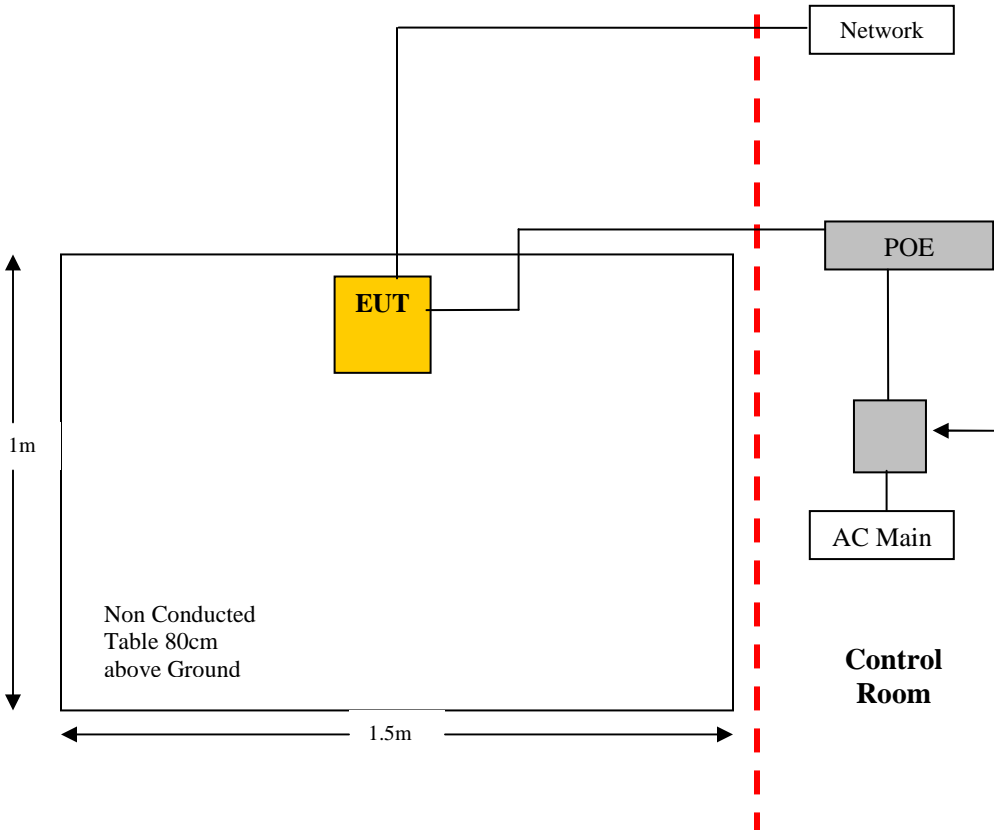 Network
POE
EUT
1m
AC Main
Non Conducted
Table 80cm
above Ground
Control
Room
1.5m